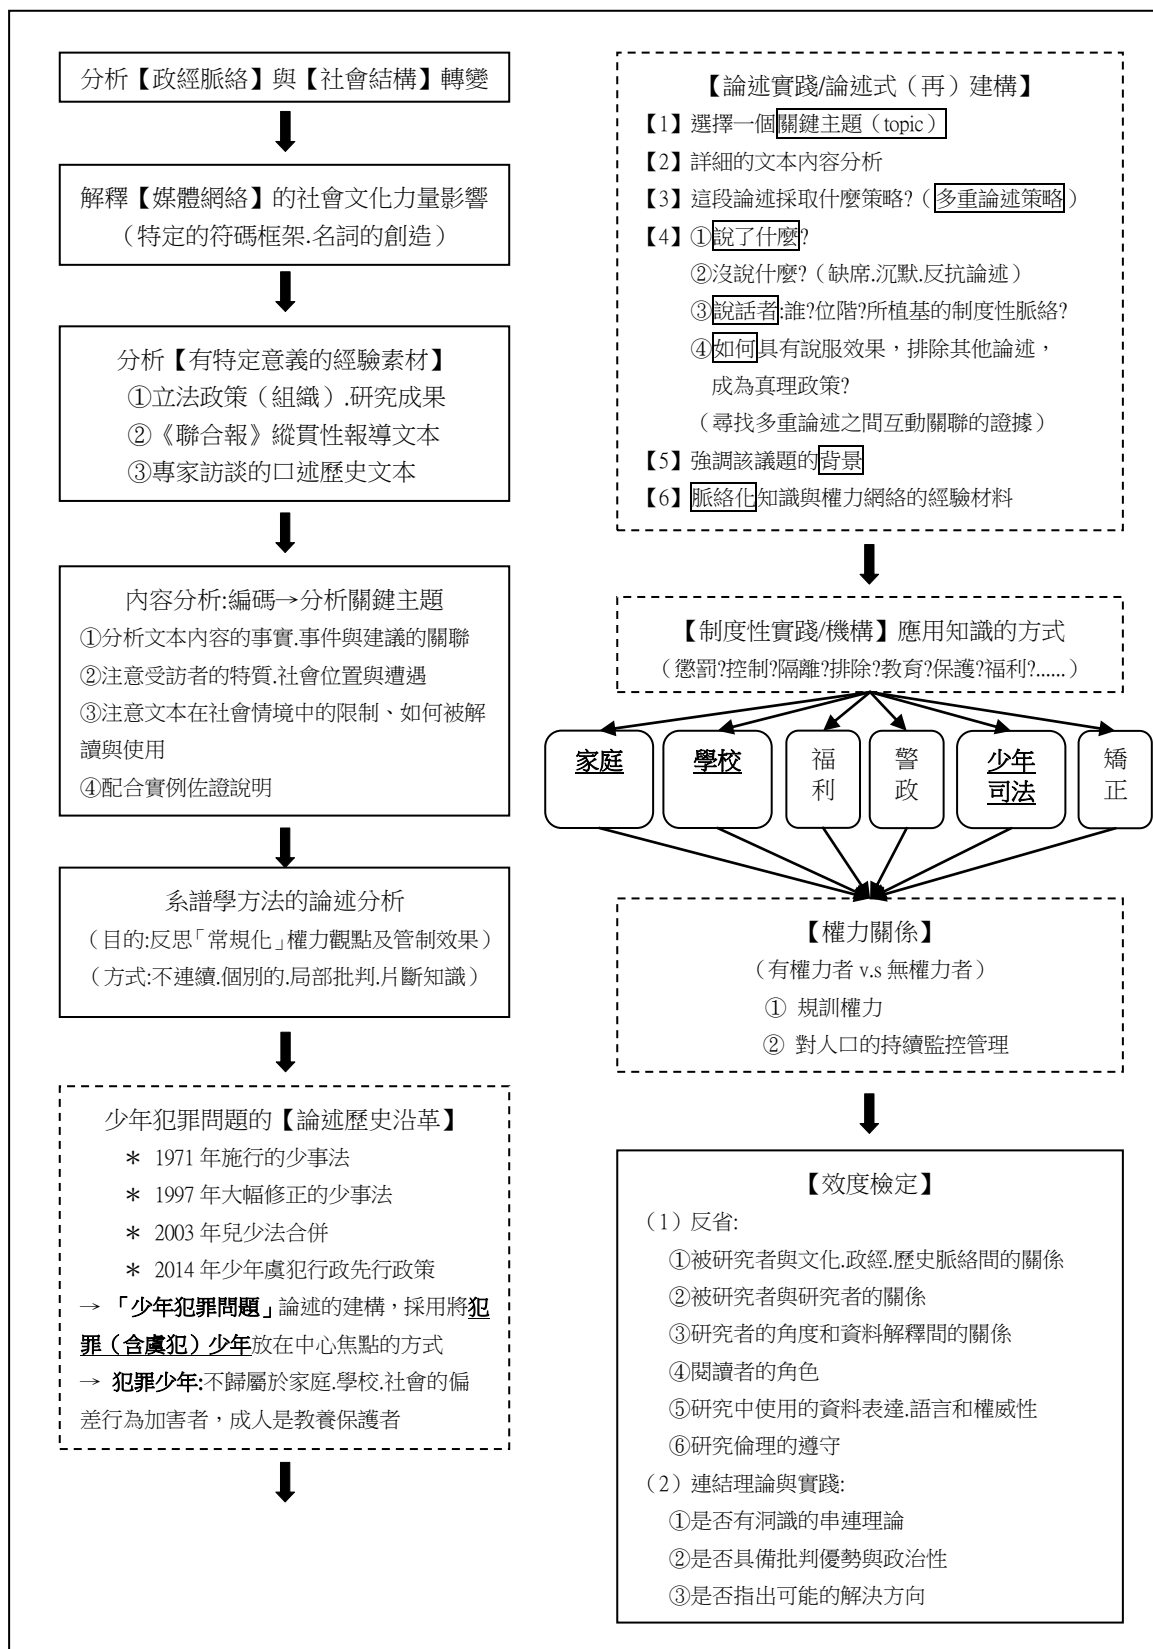 分析【政經脈絡】與【社會結構】轉變
解釋【媒體網絡】的社會文化力量影響
（特定的符碼框架.名詞的創造）
分析【有特定意義的經驗素材】
①立法政策（組織）.研究成果
②《聯合報》縱貫性報導文本
③專家訪談的口述歷史文本
內容分析:編碼→分析關鍵主題
①分析文本內容的事實.事件與建議的關聯
②注意受訪者的特質.社會位置與遭遇
③注意文本在社會情境中的限制、如何被解
讀與使用
④配合實例佐證說明
系譜學方法的論述分析
（目的:反思「常規化」權力觀點及管制效果）
（方式:不連續.個別的.局部批判.片斷知識）
少年犯罪問題的【論述歷史沿革】
＊ 1971 年施行的少事法
＊ 1997 年大幅修正的少事法
＊ 2003 年兒少法合併
＊ 2014 年少年虞犯行政先行政策
→ 「少年犯罪問題」論述的建構，採用將犯
罪（含虞犯）少年放在中心焦點的方式
→ 犯罪少年:不歸屬於家庭.學校.社會的偏
差行為加害者，成人是教養保護者
【論述實踐/論述式（再）建構】
【1】選擇一個關鍵主題（topic）
【2】詳細的文本內容分析
【3】這段論述採取什麼策略?（多重論述策略）
【4】①說了什麼?
②沒說什麼?（缺席.沉默.反抗論述）
③說話者:誰?位階?所植基的制度性脈絡?
④如何具有說服效果，排除其他論述，
成為真理政策?
（尋找多重論述之間互動關聯的證據）
【5】強調該議題的背景
【6】脈絡化知識與權力網絡的經驗材料
【制度性實踐/機構】應用知識的方式
（懲罰?控制?隔離?排除?教育?保護?福利?......）
家庭
學校
福
利
警
政
少年
司法
矯
正
【權力關係】
（有權力者 v.s 無權力者）
① 規訓權力
② 對人口的持續監控管理
【效度檢定】
（1）反省:
①被研究者與文化.政經.歷史脈絡間的關係
②被研究者與研究者的關係
③研究者的角度和資料解釋間的關係
④閱讀者的角色
⑤研究中使用的資料表達.語言和權威性
⑥研究倫理的遵守
（2）連結理論與實踐:
①是否有洞識的串連理論
②是否具備批判優勢與政治性
③是否指出可能的解決方向